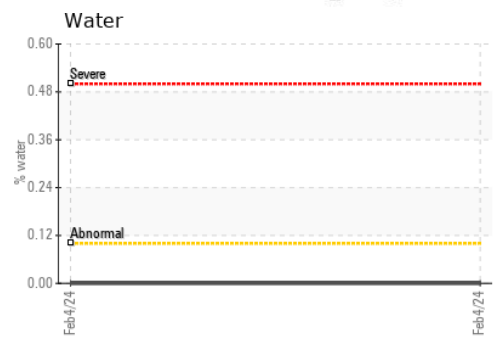 Water
0.60
Severe
0.48
0.36
% water
0.24
0.12
Abnormal
0.00
Feb4/24
Feb4/24